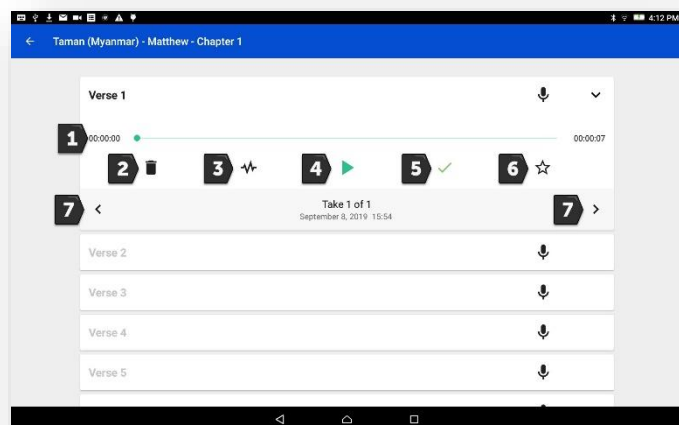 4:12 PM
Taman (Myanmar) - Matthew - Chapter 1
Verse 1
1 00:00:00 00:00:07
2 3 4 5 6
7 Take 1 of 1 7
September 8, 2019 15:54
Verse 2
Verse 3
Verse 4
Verse 5